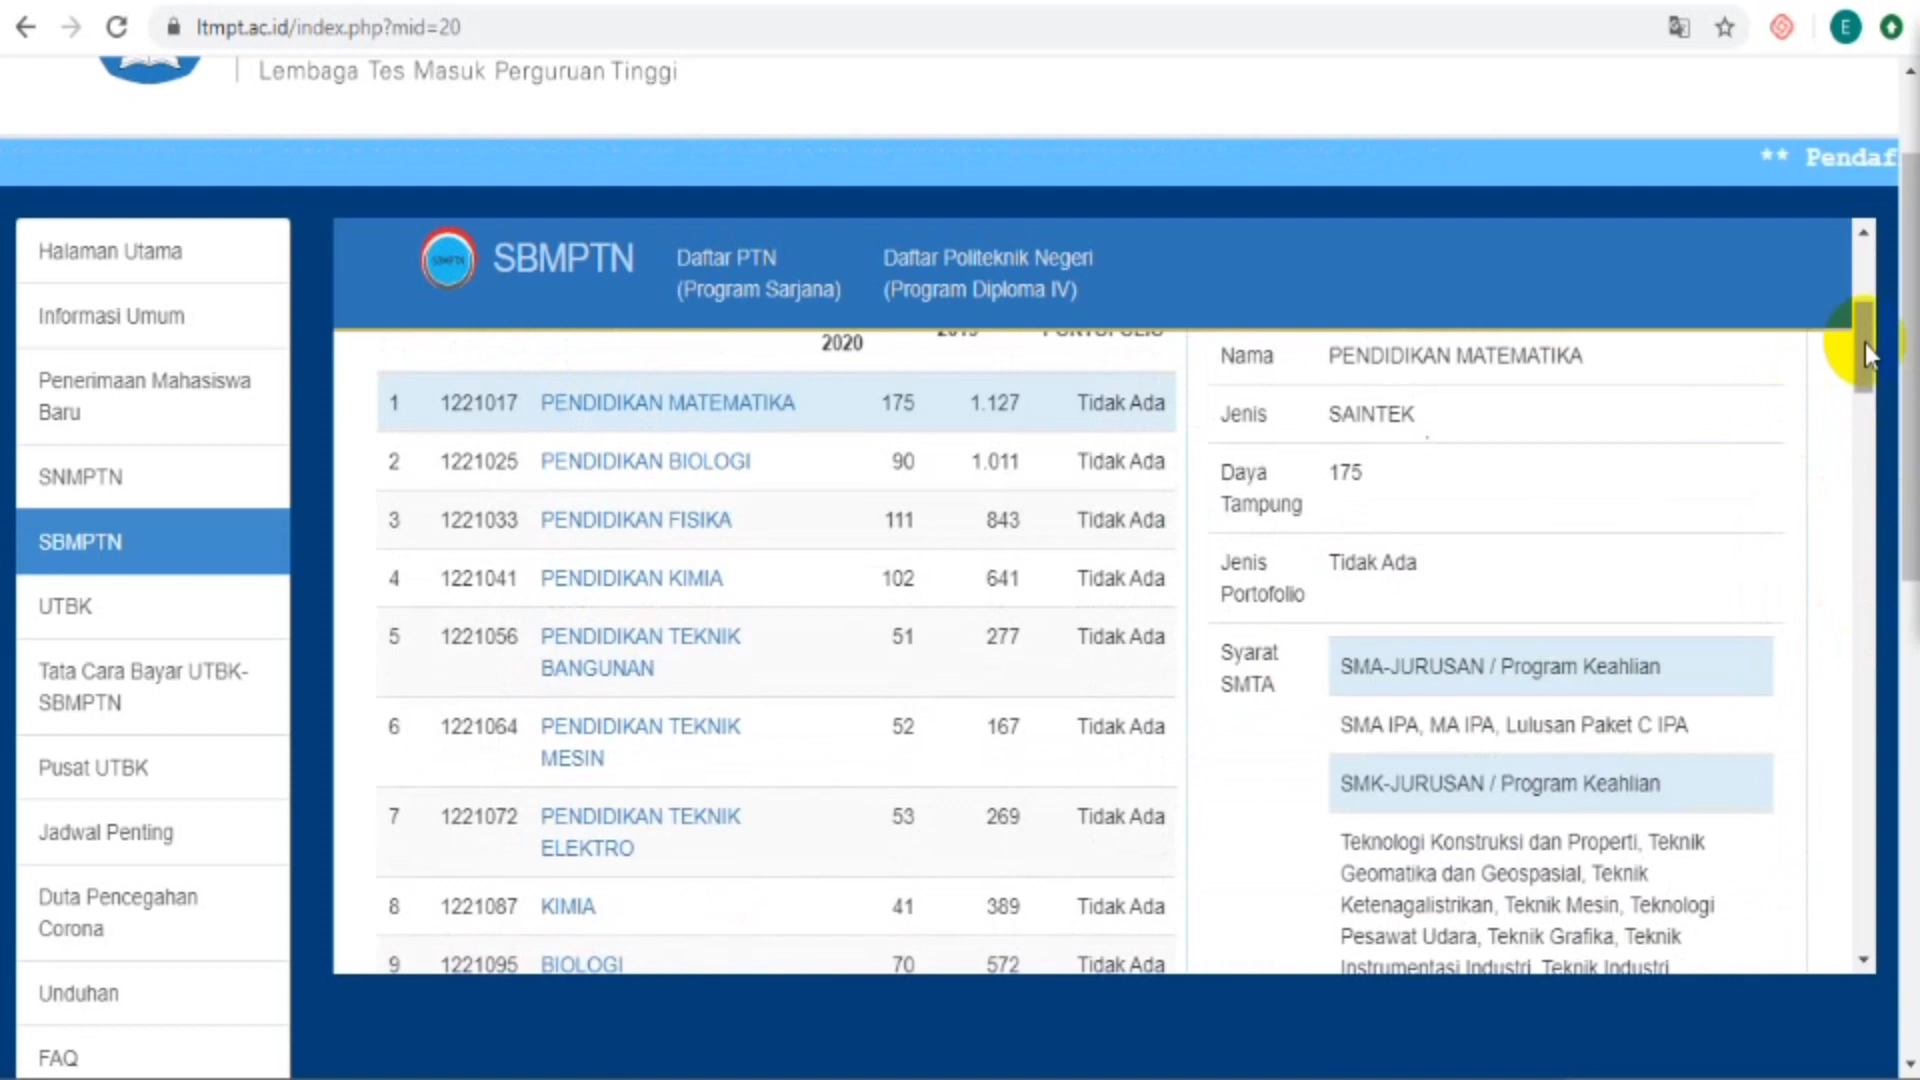 ltmpt.ac.id/index.php?mid=20
E
Lembaga Tes Masuk Perguruan Tinggi
** Pendaf
Halaman Utama
Informasi Umum
Penerimaan Mahasiswa
Baru
SNMPTN
SBMPTN
UTBK
Tata Cara Bayar UTBK-
SBMPTN
Pusat UTBK
Jadwal Penting
Duta Pencegahan
Corona
Unduhan
FAQ
SBMPTN
SBMPTN
Daftar PTN
(Program Sarjana)
Daftar Politeknik Negeri
(Program Diploma IV)
2020 2019 PORTOFOLIO
1 1221017 PENDIDIKAN MATEMATIKA 175 1.127 Tidak Ada
2 1221025 PENDIDIKAN BIOLOGI 90 1.011 Tidak Ada
3 1221033 PENDIDIKAN FISIKA 111 843 Tidak Ada
4 1221041 PENDIDIKAN KIMIA 102 641 Tidak Ada
5 1221056 PENDIDIKAN TEKNIK 51 277 Tidak Ada
BANGUNAN
6 1221064 PENDIDIKAN TEKNIK 52 167 Tidak Ada
MESIN
7 1221072 PENDIDIKAN TEKNIK 53 269 Tidak Ada
ELEKTRO
8 1221087 KIMIA 41 389 Tidak Ada
9 1221095 BIOLOGI 70 572 Tidak Ada
Nama PENDIDIKAN MATEMATIKA
Jenis SAINTEK
Daya 175
Tampung
Jenis Tidak Ada
Portofolio
Syarat
SMTA
SMA-JURUSAN / Program Keahlian
SMA IPA, MA IPA, Lulusan Paket C IPA
SMK-JURUSAN / Program Keahlian
Teknologi Konstruksi dan Properti, Teknik
Geomatika dan Geospasial, Teknik
Ketenagalistrikan, Teknik Mesin, Teknologi
Pesawat Udara, Teknik Grafika, Teknik
Instrumentasi Industri, Teknik Industri,